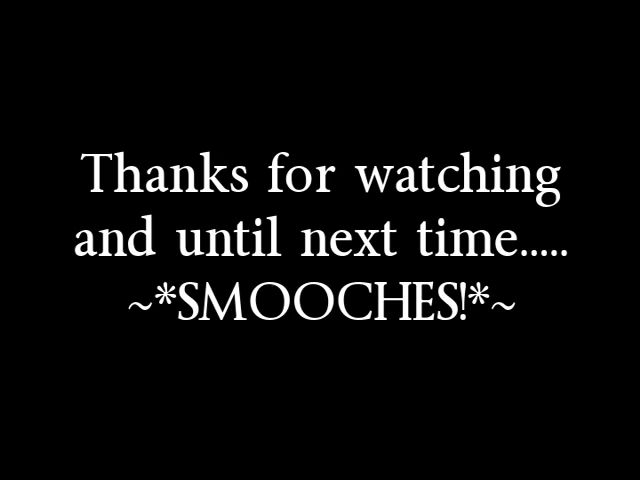 Thanks for watching
and until next time.....
~*SMOOCHES!*~